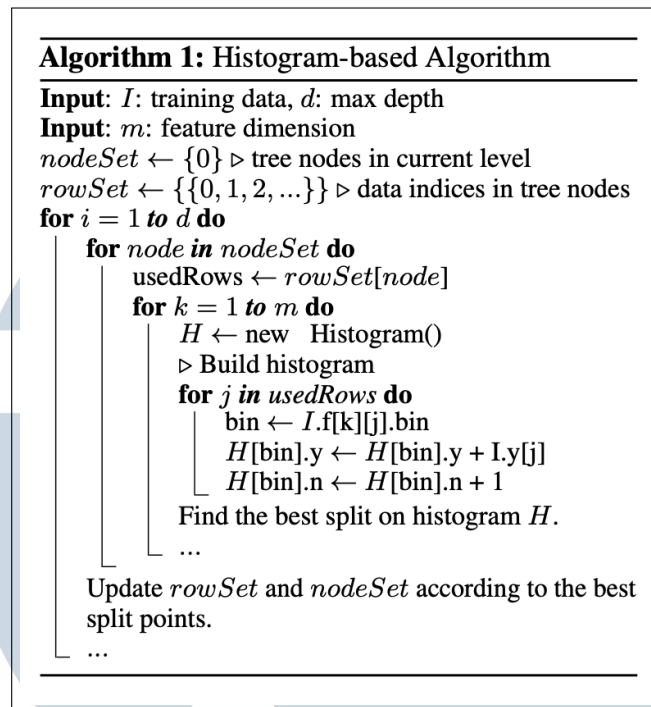 Algorithm 1: Histogram-based Algorithm
Input: I: training data, d: max depth
Input: m: feature dimension
nodeSet ← {0} ▷ tree nodes in current level
rowSet ← {{0, 1, 2, ...}} ▷ data indices in tree nodes
for i = 1 to d do
for node in nodeSet do
usedRows ← rowSet[node]
for k = 1 to m do
H ← new Histogram()
▷ Build histogram
for j in usedRows do
bin ← I.f[k][j].bin
H[bin].y ← H[bin].y + I.y[j]
H[bin].n ← H[bin].n + 1
Find the best split on histogram H.
...
Update rowSet and nodeSet according to the best
split points.
...